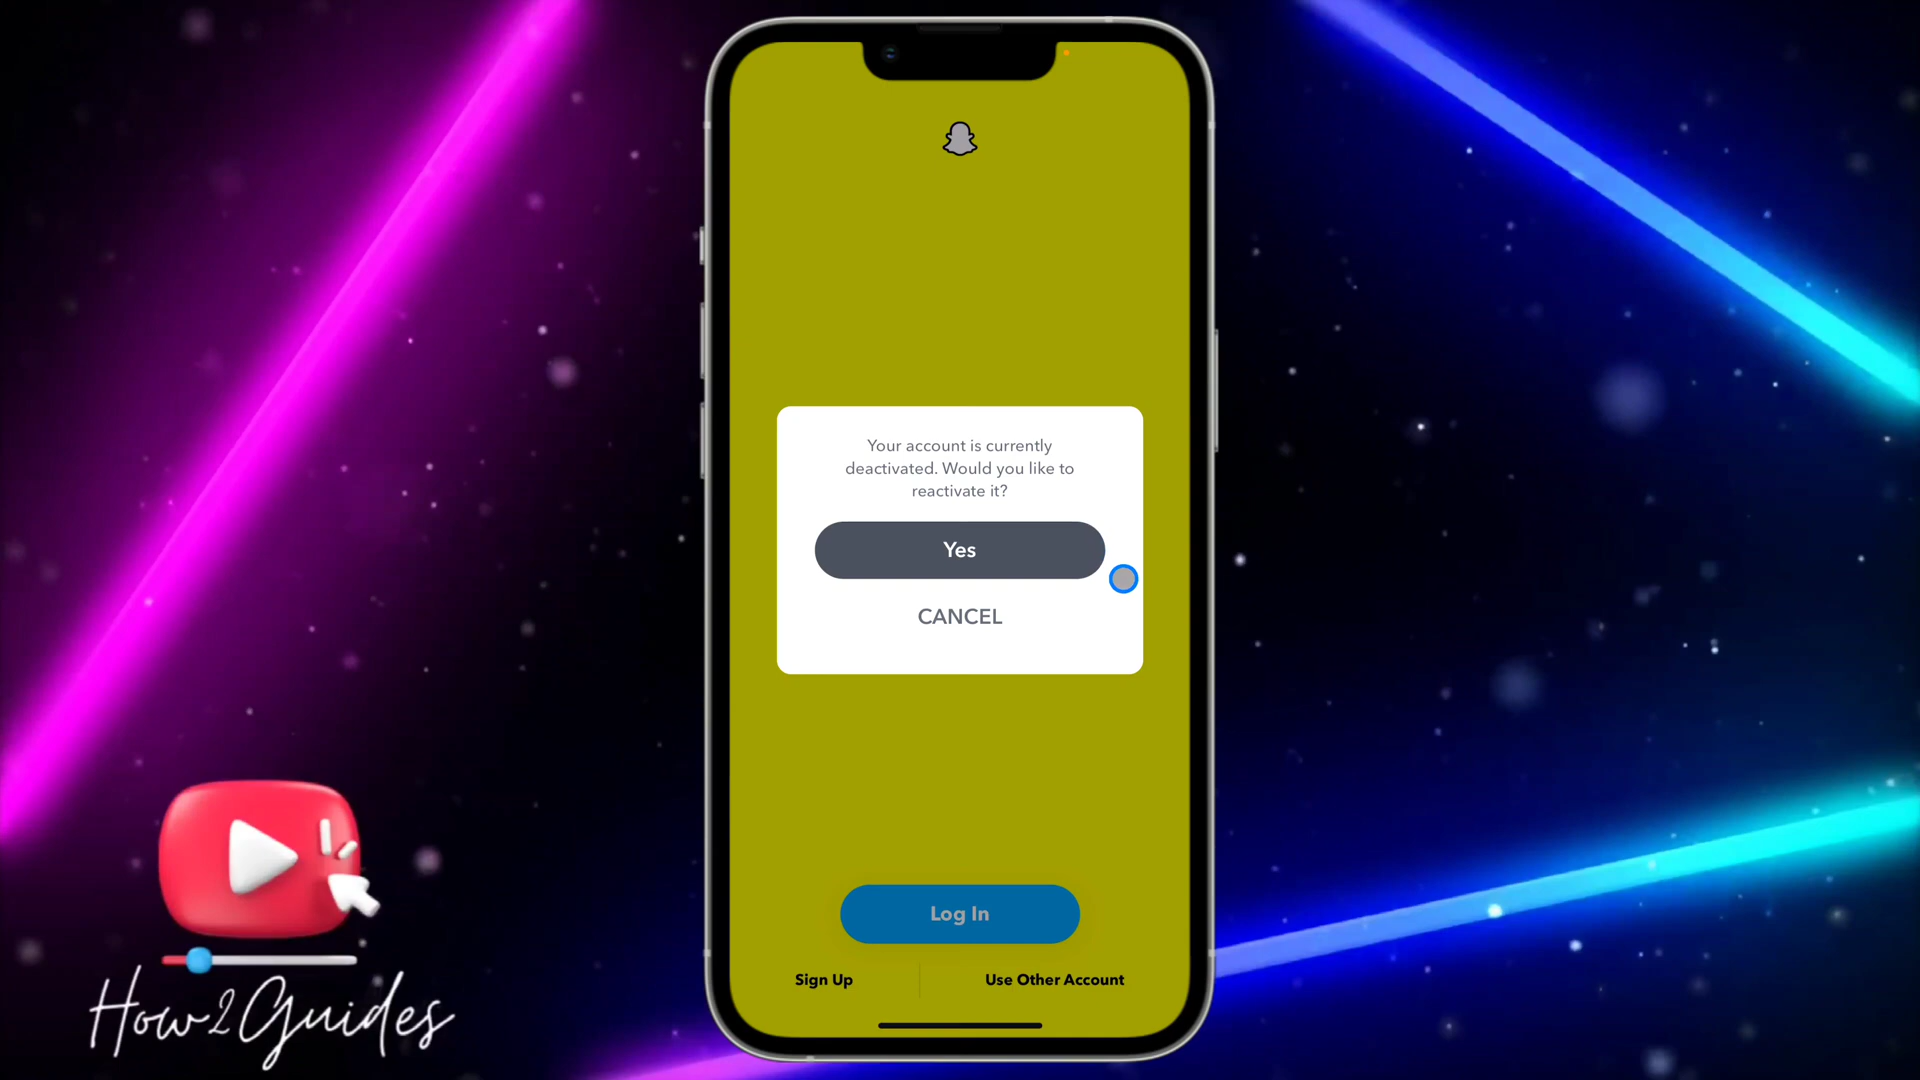 Your account is currently
deactivated. Would you like to
reactivate it?
Yes
CANCEL
Log In
Sign Up
Use Other Account
How2Guides